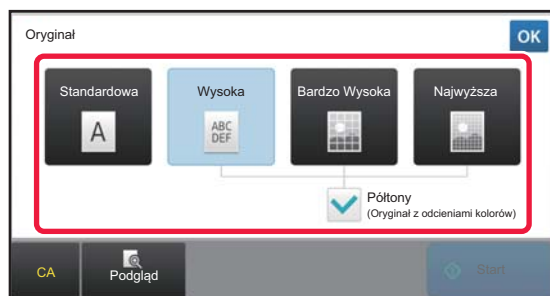 Oryginał
OK
Standardowa
Wysoka
Bardzo Wysoka
Najwyższa
A
ABC
DEF
Półtony
(Oryginał z odcieniami kolorów)
CA
Podgląd
Start